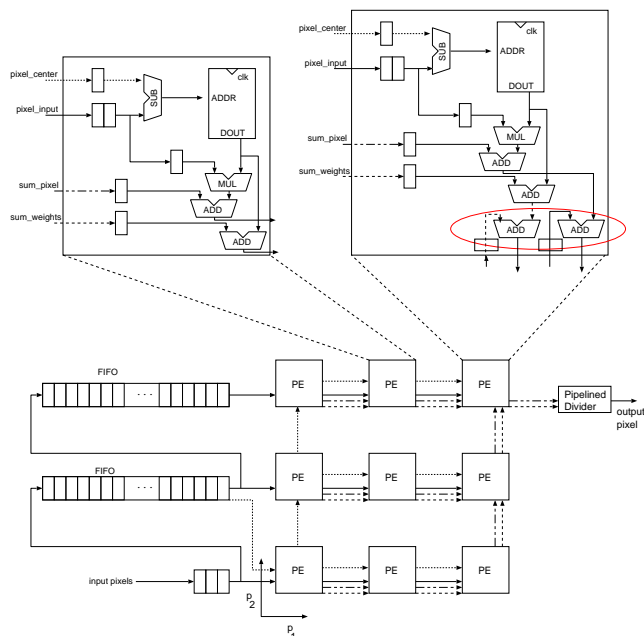 pixel_center
clk
pixel_input
SUB
ADDR
DOUT
MUL
sum_pixel
ADD
sum_weights
ADD
pixel_center
clk
pixel_input
SUB
ADDR
DOUT
MUL
sum_pixel
ADD
sum_weights
ADD
ADD
ADD
FIFO
- - -
PE
PE
PE
Pipelined
Divider
output
pixel
FIFO
- - -
PE
PE
PE
input pixels
PE
PE
PE
p
2
p
1